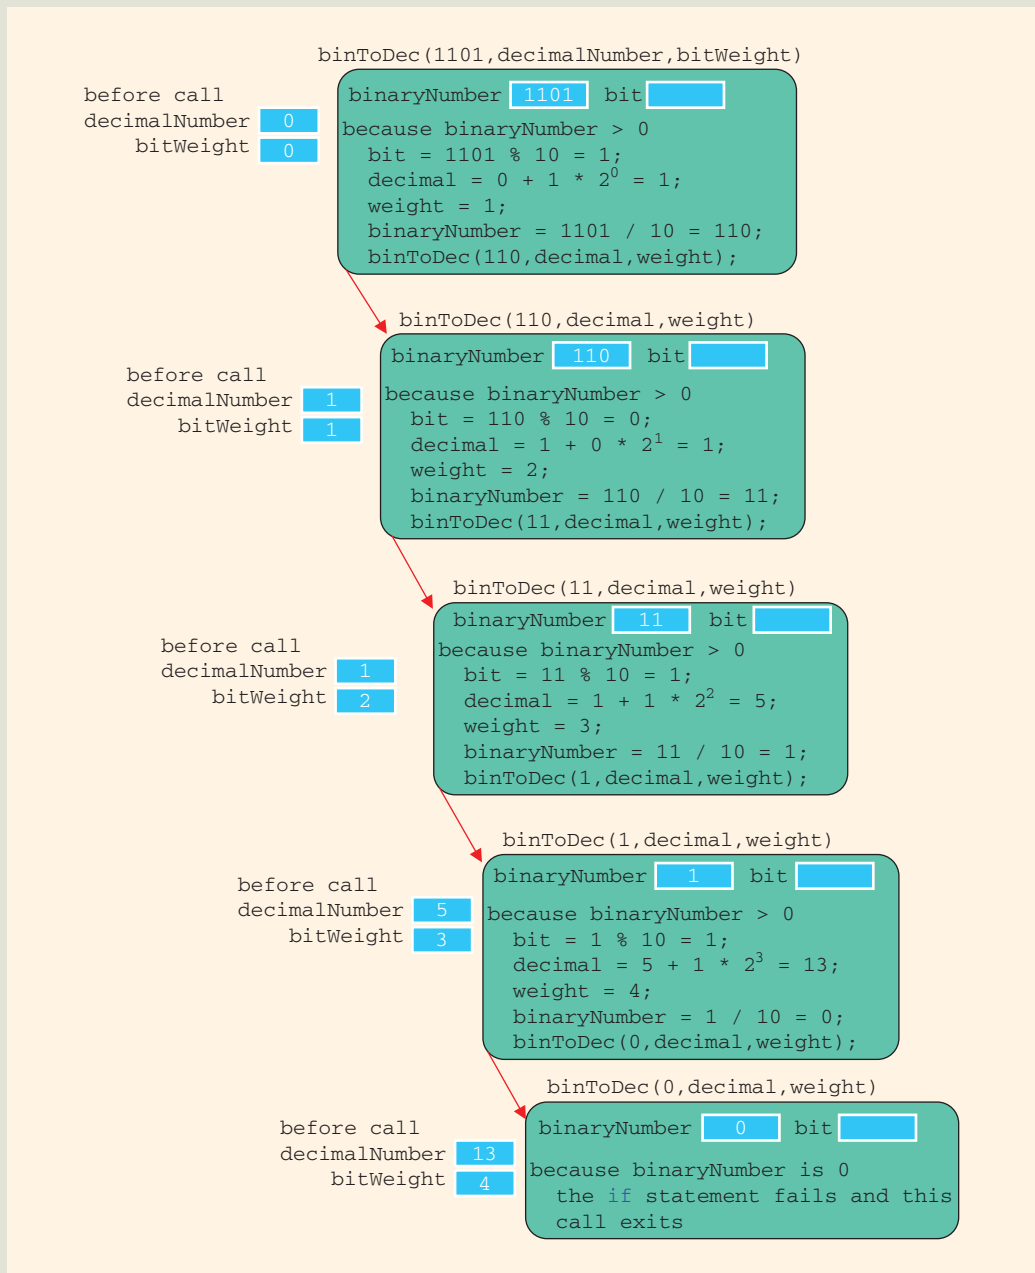 binToDec(1101,decimalNumber,bitWeight)
before call
decimalNumber 0
bitWeight 0
binaryNumber 1101 bit
because binaryNumber > 0
bit = 1101 % 10 = 1;
decimal = 0 + 1 * 2^0 = 1;
weight = 1;
binaryNumber = 1101 / 10 = 110;
binToDec(110,decimal,weight);
binToDec(110,decimal,weight)
before call
decimalNumber 1
bitWeight 1
binaryNumber 110 bit
because binaryNumber > 0
bit = 110 % 10 = 0;
decimal = 1 + 0 * 2^1 = 1;
weight = 2;
binaryNumber = 110 / 10 = 11;
binToDec(11,decimal,weight);
binToDec(11,decimal,weight)
before call
decimalNumber 1
bitWeight 2
binaryNumber 11 bit
because binaryNumber > 0
bit = 11 % 10 = 1;
decimal = 1 + 1 * 2^2 = 5;
weight = 3;
binaryNumber = 11 / 10 = 1;
binToDec(1,decimal,weight);
binToDec(1,decimal,weight)
before call
decimalNumber 5
bitWeight 3
binaryNumber 1 bit
because binaryNumber > 0
bit = 1 % 10 = 1;
decimal = 5 + 1 * 2^3 = 13;
weight = 4;
binaryNumber = 1 / 10 = 0;
binToDec(0,decimal,weight);
binToDec(0,decimal,weight)
before call
decimalNumber 13
bitWeight 4
binaryNumber 0 bit
because binaryNumber is 0
the if statement fails and this
call exits